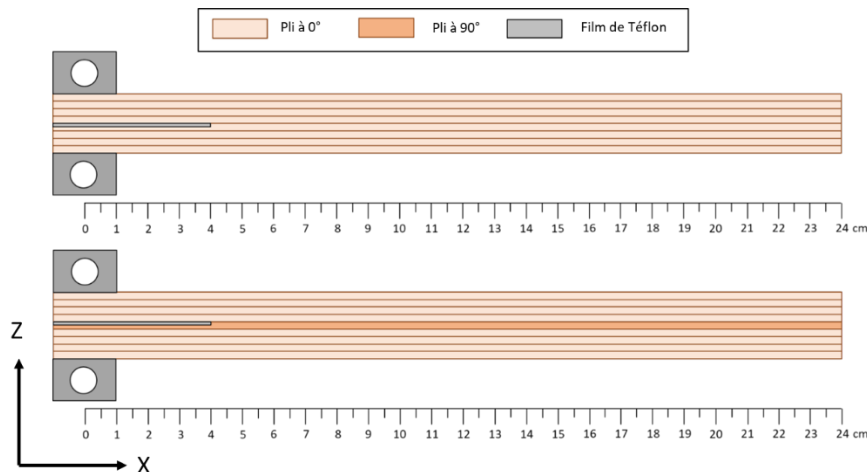 Pli à 0° Pli à 90° Film de Téflon
0 1 2 3 4 5 6 7 8 9 10 11 12 13 14 15 16 17 18 19 20 21 22 23 24 cm
Z
0 1 2 3 4 5 6 7 8 9 10 11 12 13 14 15 16 17 18 19 20 21 22 23 24 cm
X